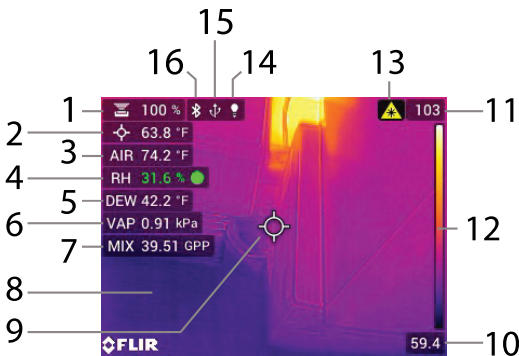 15
16
14
13
1
100 %
103
11
2
63.8 °F
3
AIR 74.2 °F
4
RH 31.6 %
5
DEW 42.2 °F
6
VAP 0.91 kPa
12
7
MIX 39.51 GPP
8
9
FLIR
59.4
10